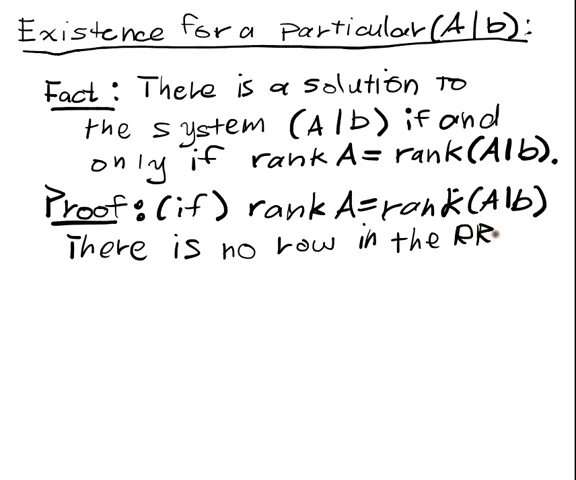 Existence for a particular (A|b):
Fact: There is a solution to
the system (A|b) if and
only if rank A = rank (A|b).
Proof: (if) rank A = rank (A|b)
There is no row in the RR